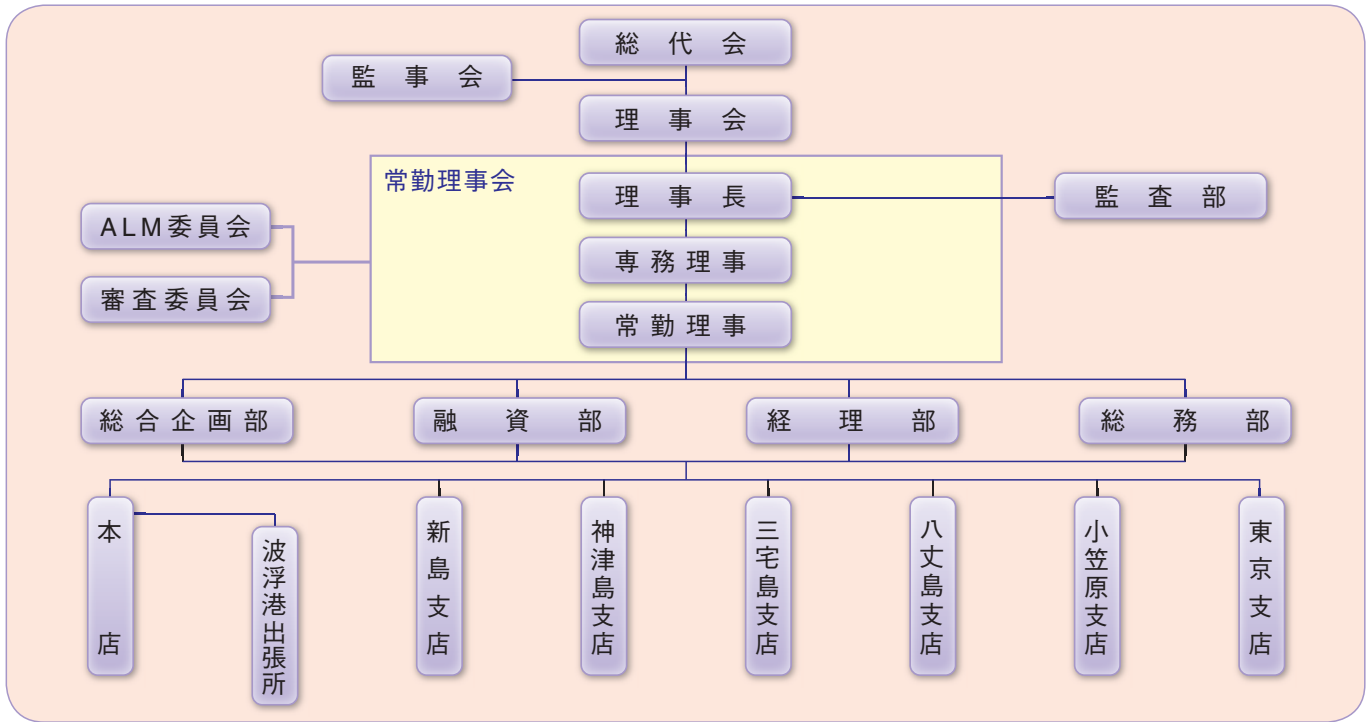 総代会
監事会
理事会
常勤理事会
理事長
監査部
ALM委員会
専務理事
審査委員会
常勤理事
総合企画部
融資部
経理部
総務部
本店
波浮港出張所
新島支店
神津島支店
三宅島支店
八丈島支店
小笠原支店
東京支店